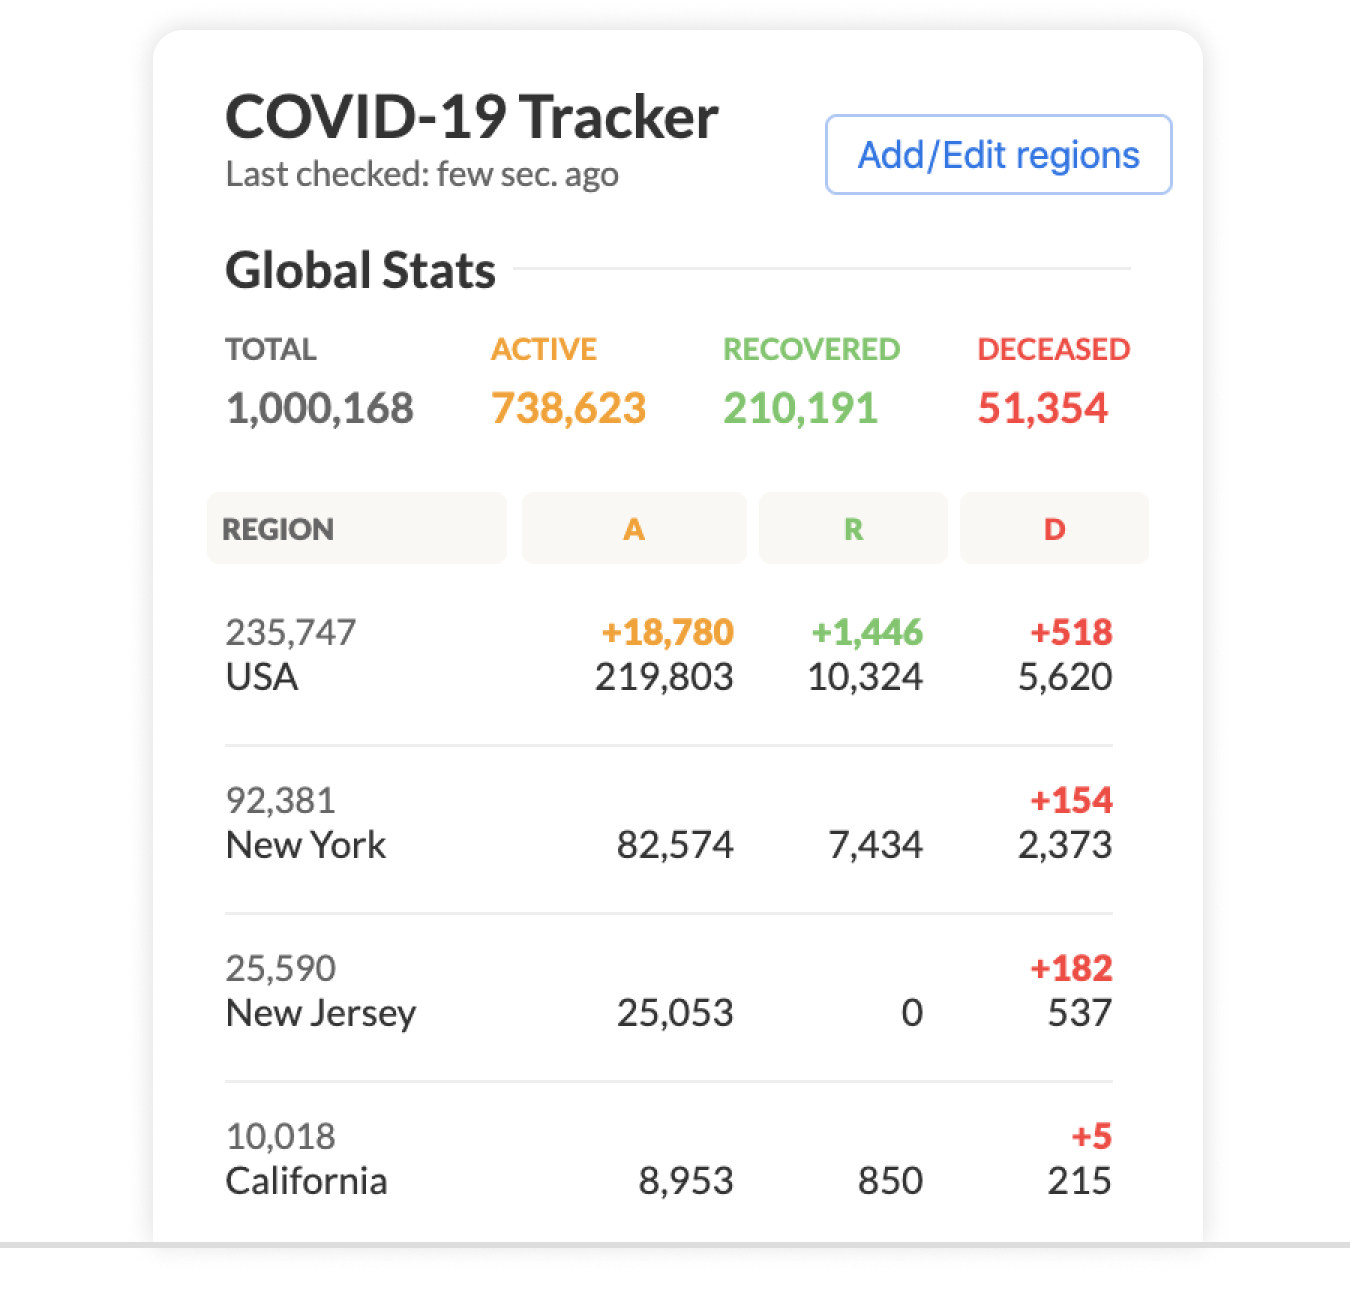 COVID-19 Tracker
Last checked: few sec. ago
Add/Edit regions
Global Stats
TOTAL ACTIVE RECOVERED DECEASED
1,000,168 738,623 210,191 51,354
REGION A R D
235,747 +18,780 +1,446 +518
USA 219,803 10,324 5,620
92,381 +154
New York 82,574 7,434 2,373
25,590 +182
New Jersey 25,053 0 537
10,018 +5
California 8,953 850 215